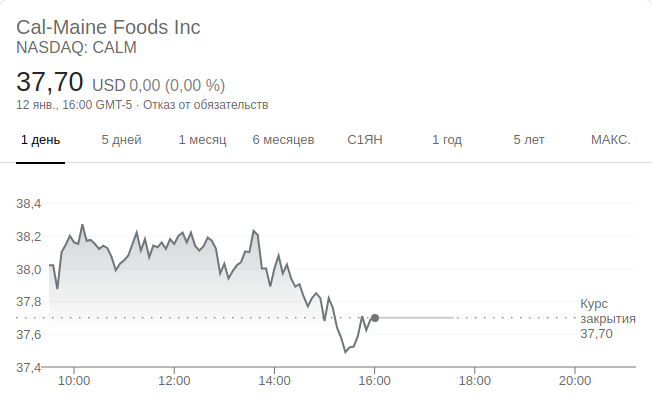 Cal-Maine Foods Inc
NASDAQ: CALM
37,70 USD 0,00 (0,00 %)
12 янв., 16:00 GMT-5 · Отказ от обязательств
1 день 5 дней 1 месяц 6 месяцев С1ЯН 1 год 5 лет МАКС.
38,4
38,2
38,0
37,8
37,6
37,4
Курс
закрытия
37,70
10:00 12:00 14:00 16:00 18:00 20:00